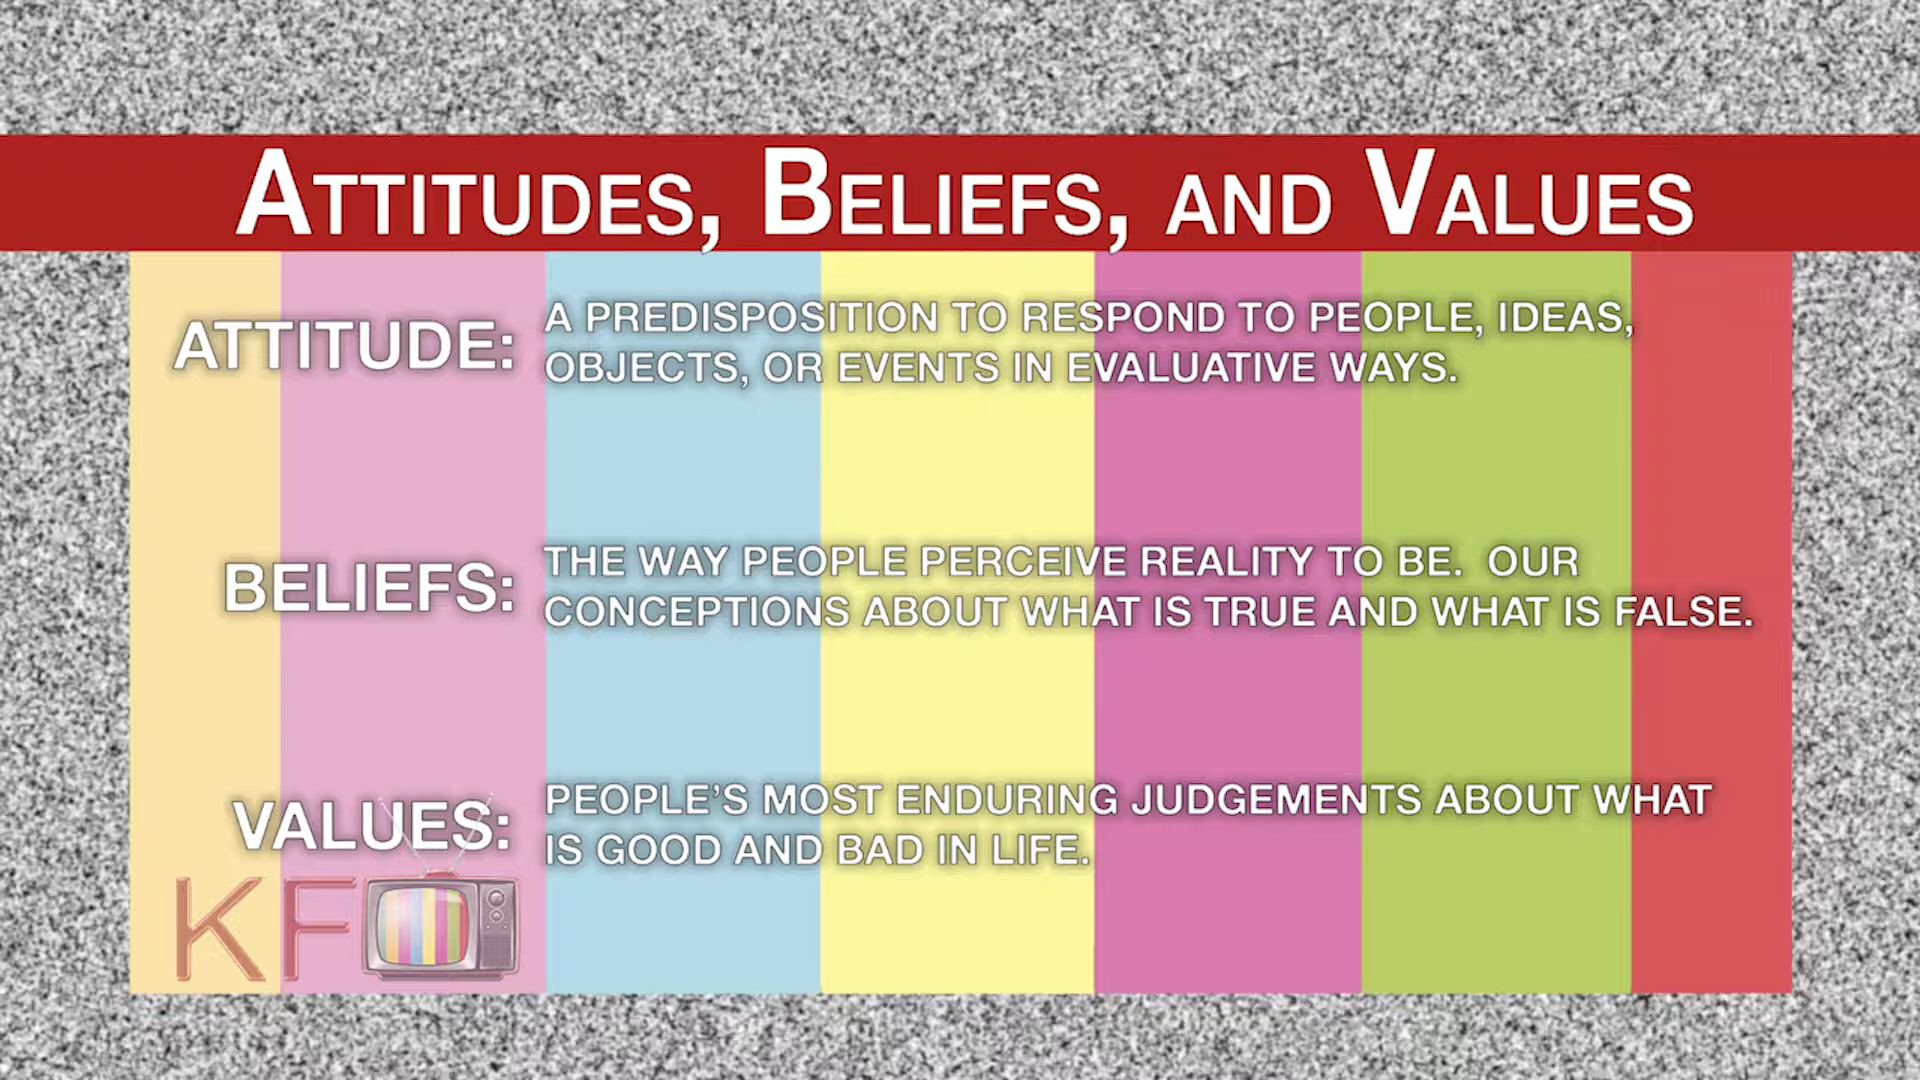 ATTITUDES, BELIEFS, AND VALUES
ATTITUDE:
A PREDISPOSITION TO RESPOND TO PEOPLE, IDEAS,
OBJECTS, OR EVENTS IN EVALUATIVE WAYS.
BELIEFS:
THE WAY PEOPLE PERCEIVE REALITY TO BE.  OUR
CONCEPTIONS ABOUT WHAT IS TRUE AND WHAT IS FALSE.
VALUES:
PEOPLE'S MOST ENDURING JUDGEMENTS ABOUT WHAT
IS GOOD AND BAD IN LIFE.
KF